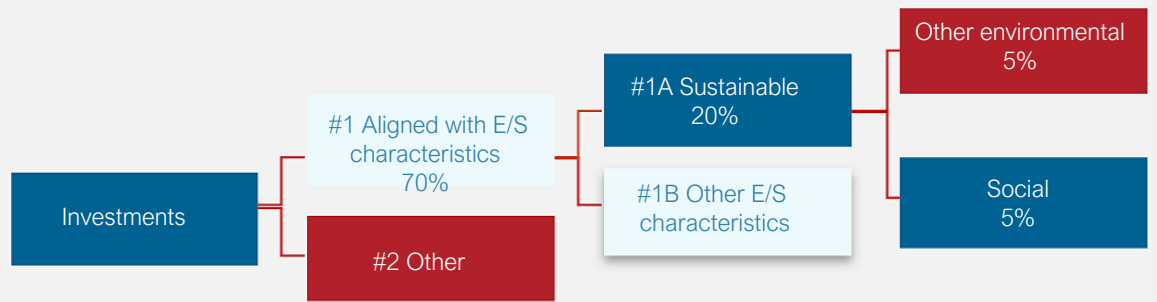 Investments
#1 Aligned with E/S
characteristics
70%
#2 Other
#1A Sustainable
20%
#1B Other E/S
characteristics
Other environmental
5%
Social
5%